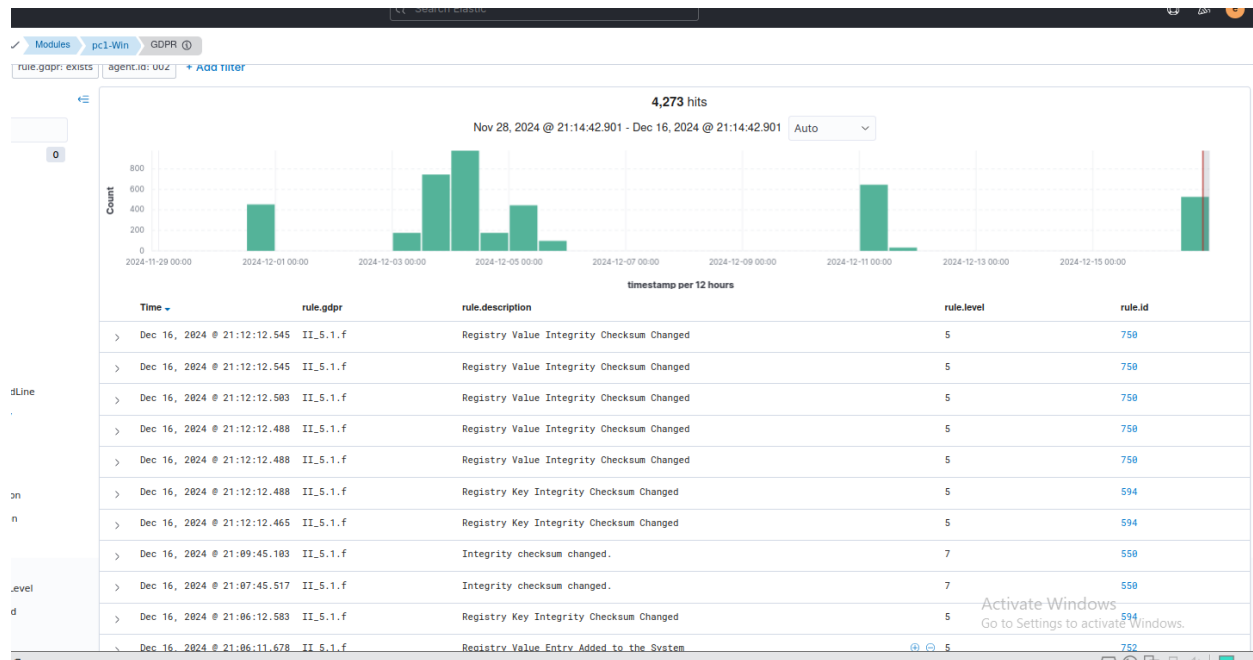 Search Elastic
e
Modules pc1-Win GDPR
rule.gdpr: exists agent.id: 002 + Add filter
4,273 hits
Nov 28, 2024 @ 21:14:42.901 - Dec 16, 2024 @ 21:14:42.901 Auto
0
Count
800
600
400
200
0
2024-11-29 00:00 2024-12-01 00:00 2024-12-03 00:00 2024-12-05 00:00 2024-12-07 00:00 2024-12-09 00:00 2024-12-11 00:00 2024-12-13 00:00 2024-12-15 00:00
timestamp per 12 hours
Time rule.gdpr rule.description rule.level rule.id
Dec 16, 2024 @ 21:12:12.545 II_5.1.f Registry Value Integrity Checksum Changed 5 750
Dec 16, 2024 @ 21:12:12.545 II_5.1.f Registry Value Integrity Checksum Changed 5 750
dLine
Dec 16, 2024 @ 21:12:12.503 II_5.1.f Registry Value Integrity Checksum Changed 5 750
Dec 16, 2024 @ 21:12:12.488 II_5.1.f Registry Value Integrity Checksum Changed 5 750
Dec 16, 2024 @ 21:12:12.488 II_5.1.f Registry Value Integrity Checksum Changed 5 750
on
Dec 16, 2024 @ 21:12:12.488 II_5.1.f Registry Key Integrity Checksum Changed 5 594
n
Dec 16, 2024 @ 21:12:12.465 II_5.1.f Registry Key Integrity Checksum Changed 5 594
Dec 16, 2024 @ 21:09:45.103 II_5.1.f Integrity checksum changed. 7 550
.evel
Dec 16, 2024 @ 21:07:45.517 II_5.1.f Integrity checksum changed. 7 550
d
Dec 16, 2024 @ 21:06:12.583 II_5.1.f Registry Key Integrity Checksum Changed 5 594
Activate Windows
Go to Settings to activate Windows.
Dec 16, 2024 @ 21:06:11.678 II_5.1.f Registry Value Entry Added to the System 5 752